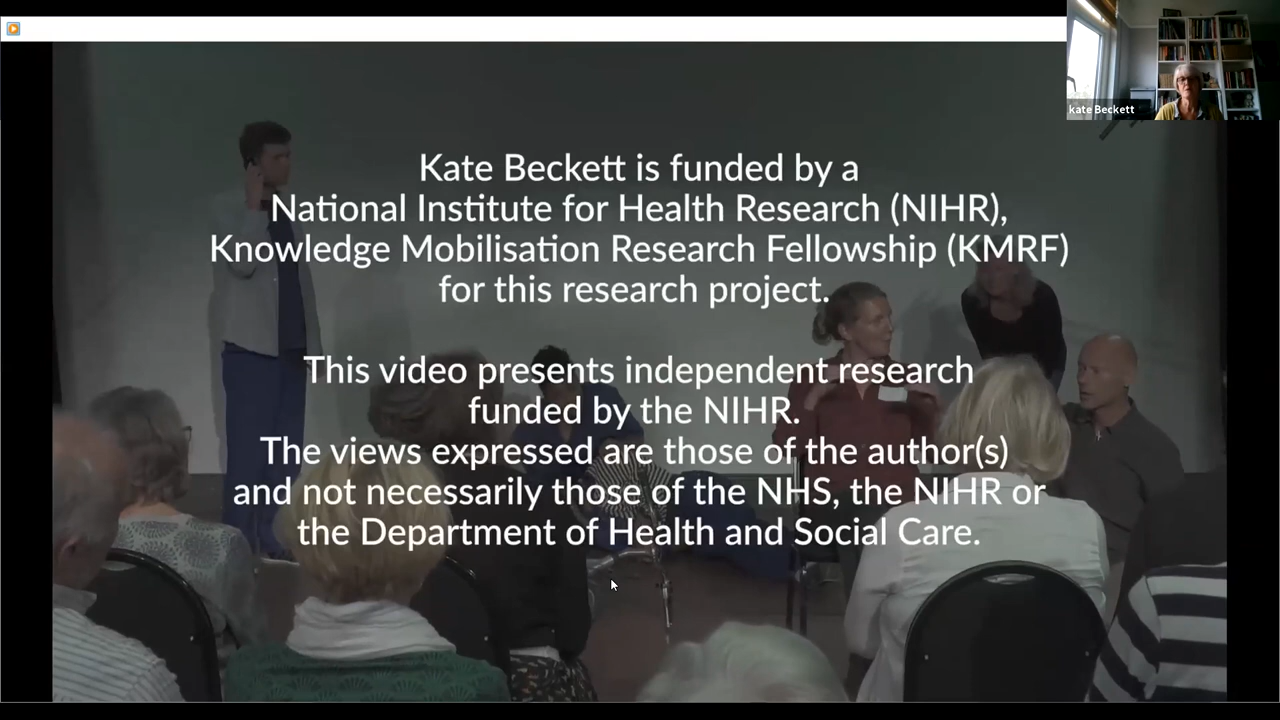 kate Beckett
Kate Beckett is funded by a
National Institute for Health Research (NIHR),
Knowledge Mobilisation Research Fellowship (KMRF)
for this research project.
This video presents independent research
funded by the NIHR.
The views expressed are those of the author(s)
and not necessarily those of the NHS, the NIHR or
the Department of Health and Social Care.